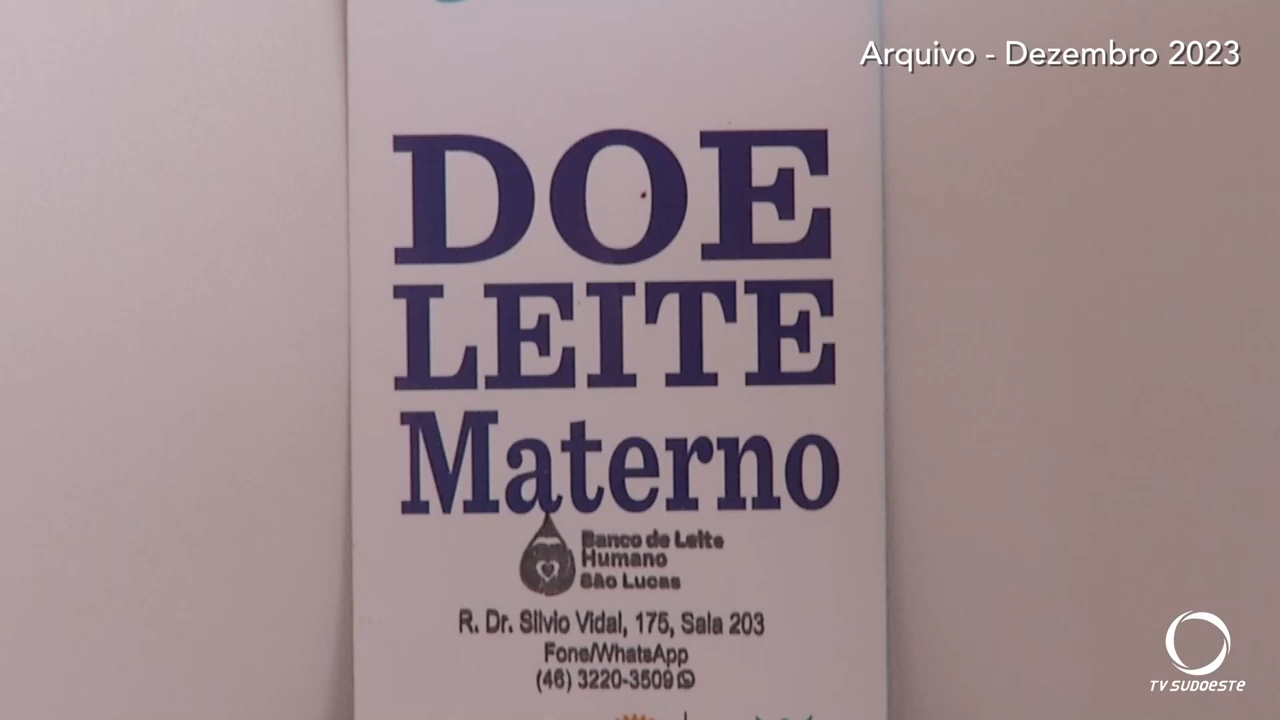 Arquivo - Dezembro 2023
DOE
LEITE
Materno
Banco de Leite
Humano
São Lucas
R. Dr. Silvio Vidal, 175, Sala 203
Fone/WhatsApp
(46) 3220-3509
TV SUDOESTE